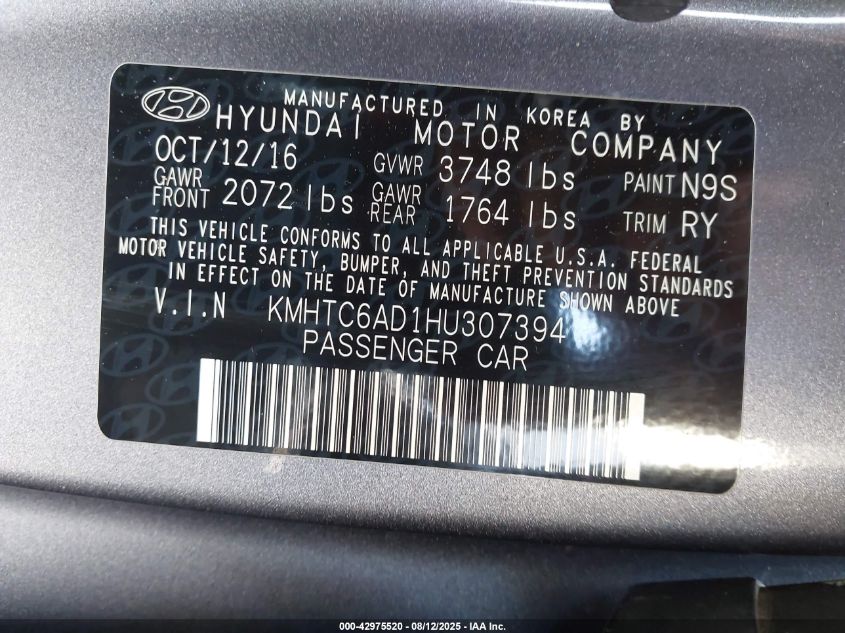 MANUFACTURED IN KOREA BY
HYUNDAI MOTOR COMPANY
OCT/12/16 GVWR 3748 lbs PAINT N9S
GAWR FRONT 2072 lbs GAWR REAR 1764 lbs TRIM RY
THIS VEHICLE CONFORMS TO ALL APPLICABLE U.S.A. FEDERAL
MOTOR VEHICLE SAFETY, BUMPER, AND THEFT PREVENTION STANDARDS
IN EFFECT ON THE DATE OF MANUFACTURE SHOWN ABOVE
V.I.N KMHTC6AD1HU307394
PASSENGER CAR
000-42975520 - 08/12/2025 - IAA Inc.